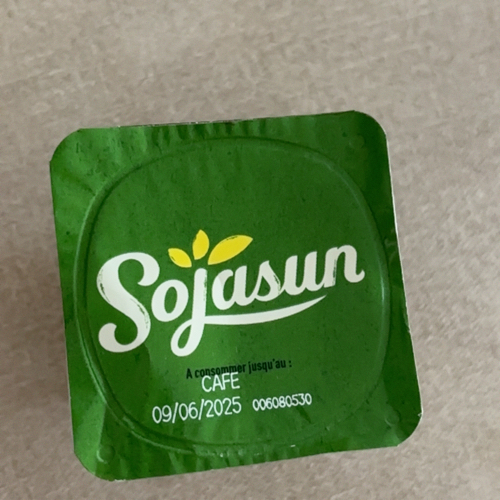 Sojasun
A consommer jusqu'au :
CAFE
09/06/2025 006080530